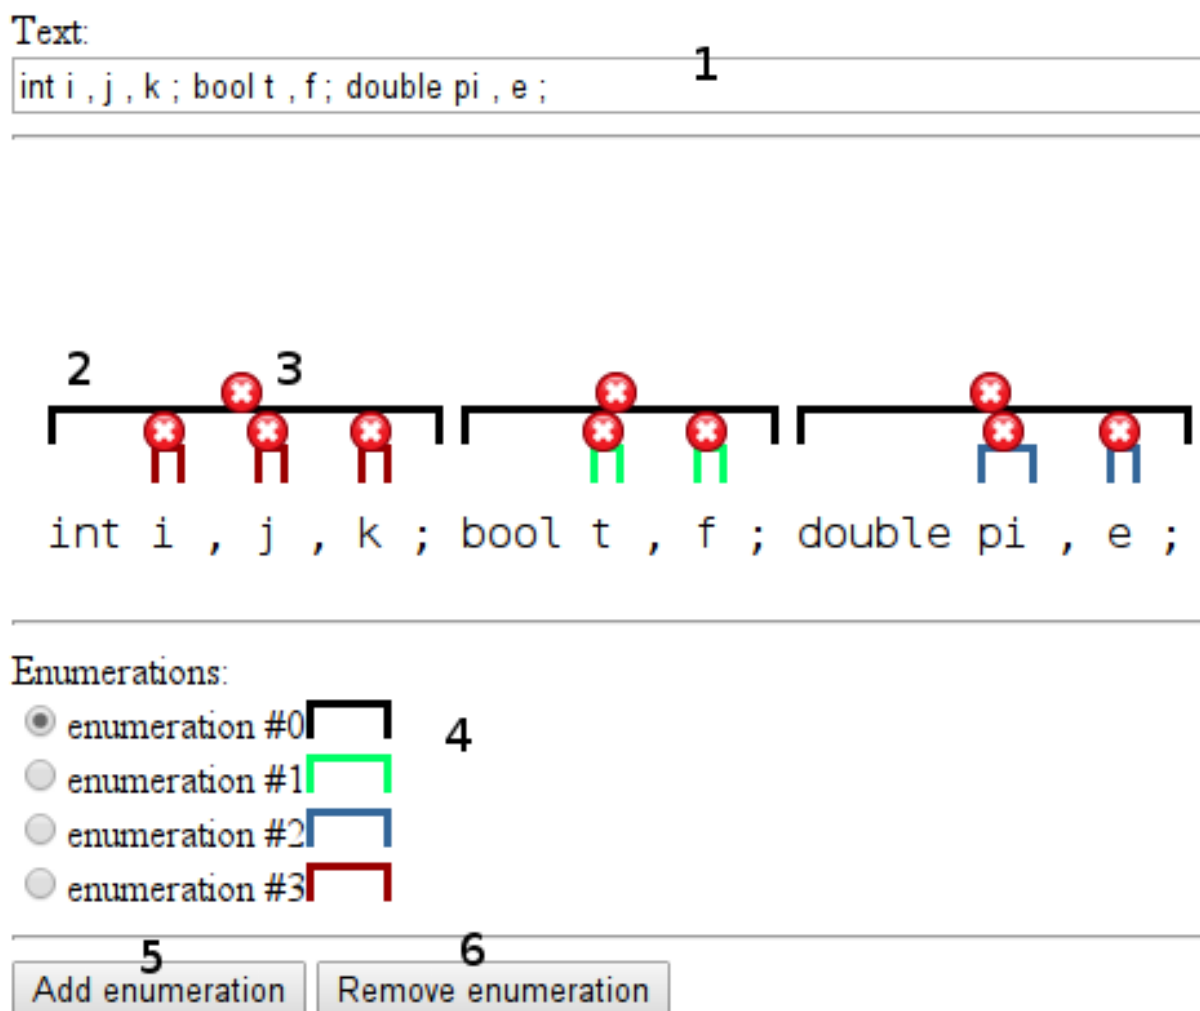 Text:
1
int i , j , k ; bool t , f ; double pi , e ;
2 3
int i , j , k ; bool t , f ; double pi , e ;
Enumerations:
enumeration #0
4
enumeration #1
enumeration #2
enumeration #3
5 6
Add enumeration Remove enumeration